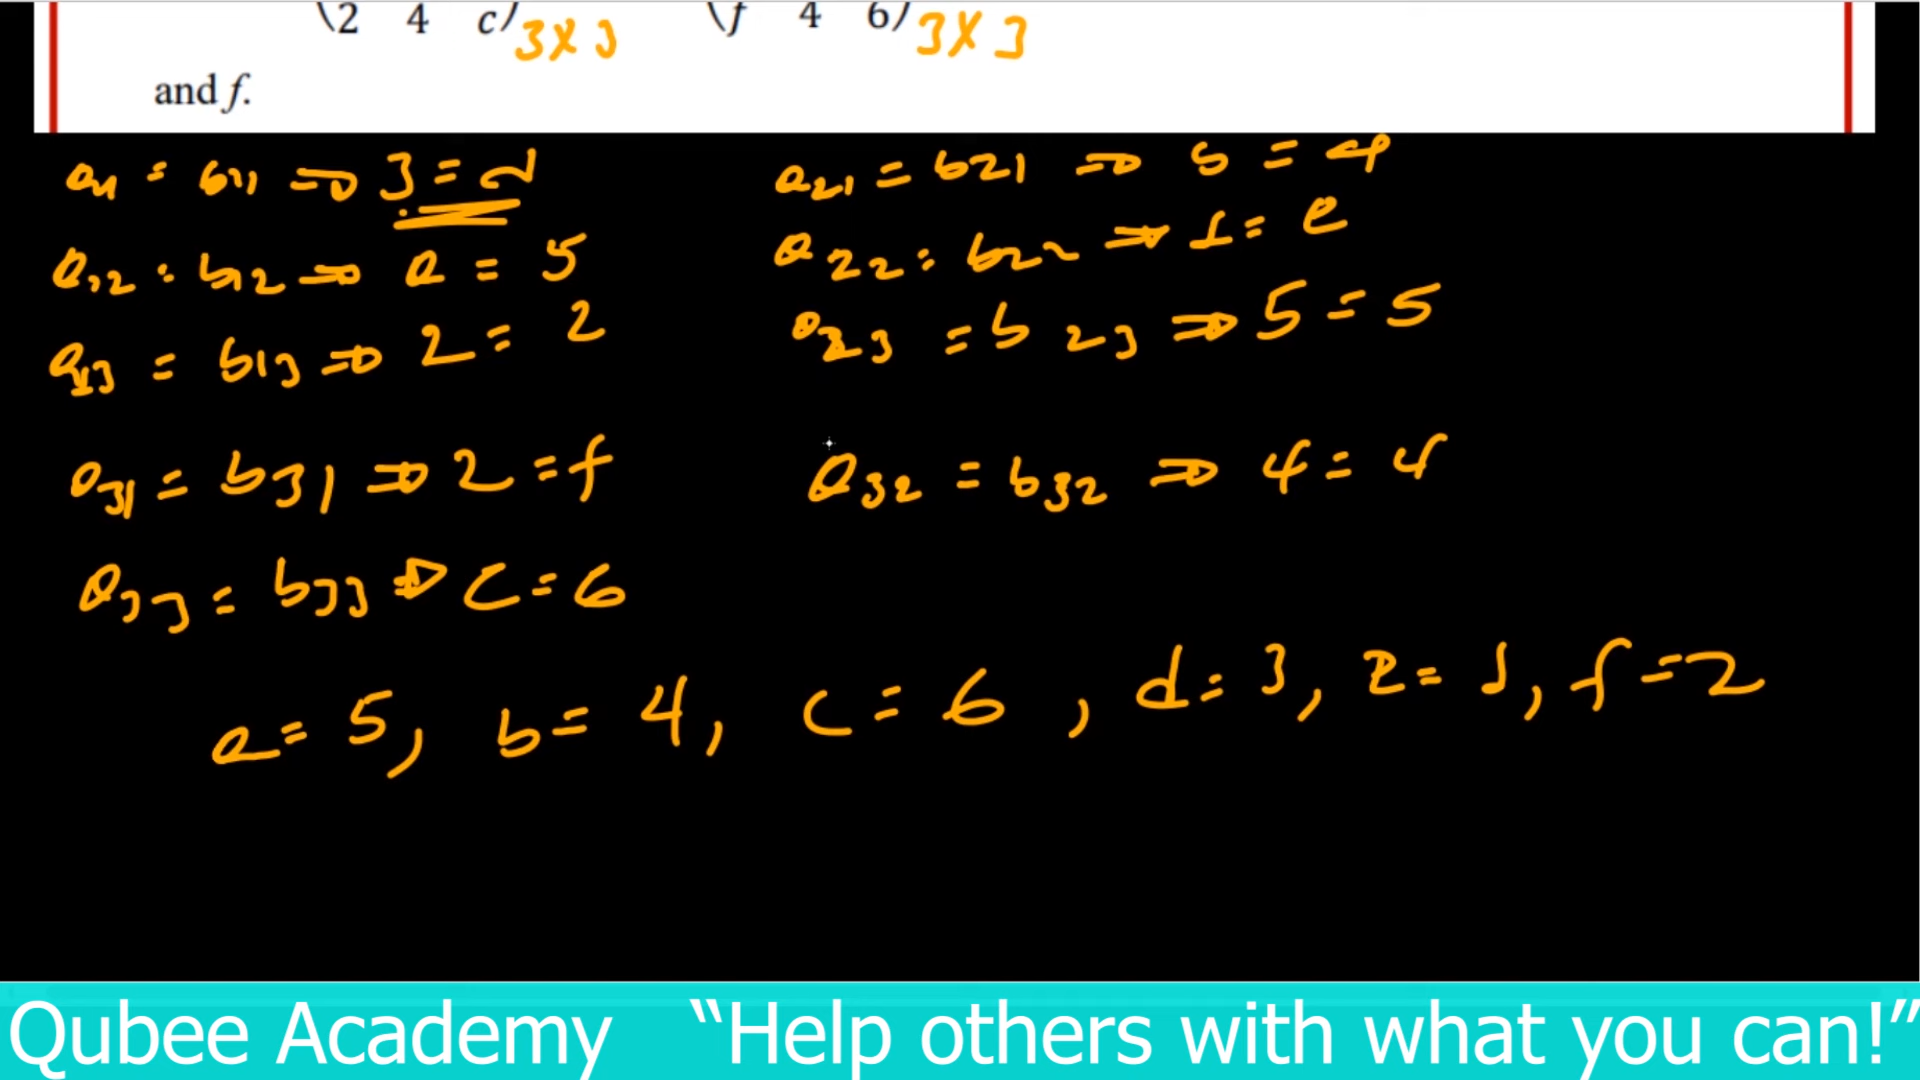 (2 4 c) 3×3 (f 4 6) 3×3
and f.
a11 = b11 ⇒ 3 = d
a21 = b21 ⇒ b = 4
a12 = b12 ⇒ a = 5
a22 = b22 ⇒ 1 = e
a13 = b13 ⇒ 2 = 2
a23 = b23 ⇒ 5 = 5
a31 = b31 ⇒ 2 = f
a32 = b32 ⇒ 4 = 4
a33 = b33 ⇒ c = 6
a = 5, b = 4, c = 6, d = 3, e = 1, f = 2
Qubee Academy “Help others with what you can!”